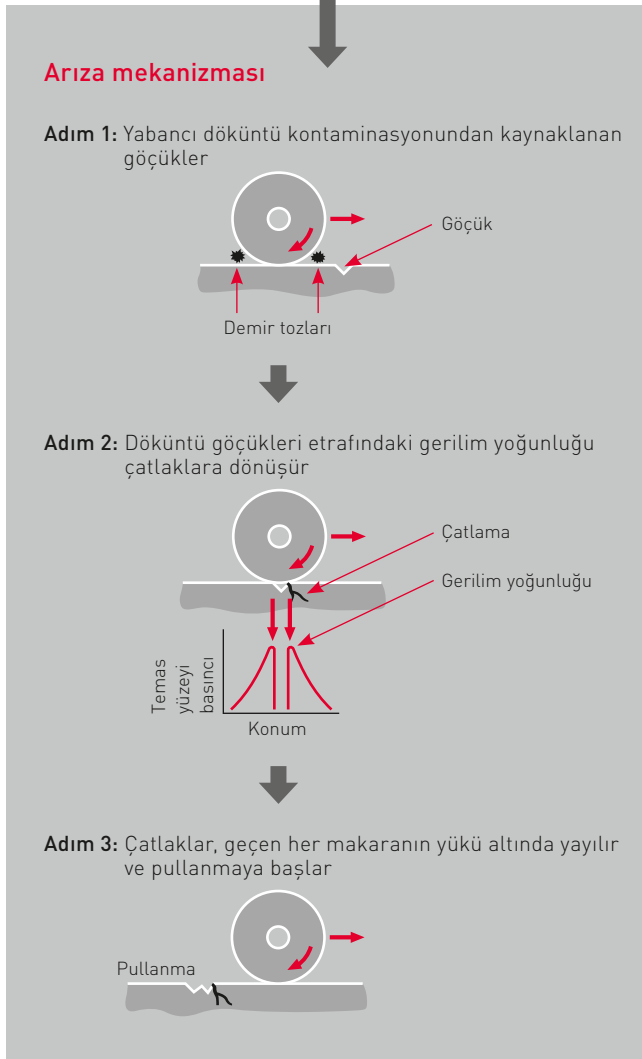 Arıza mekanizması
Adım 1: Yabancı döküntü kontaminasyonundan kaynaklanan
göçükler
Göçük
Demir tozları
Adım 2: Döküntü göçükleri etrafındaki gerilim yoğunluğu
çatlaklara dönüşür
Çatlama
Gerilim yoğunluğu
Temas
yüzeyi
basıncı
Konum
Adım 3: Çatlaklar, geçen her makaranın yükü altında yayılır
ve pullanmaya başlar
Pullanma